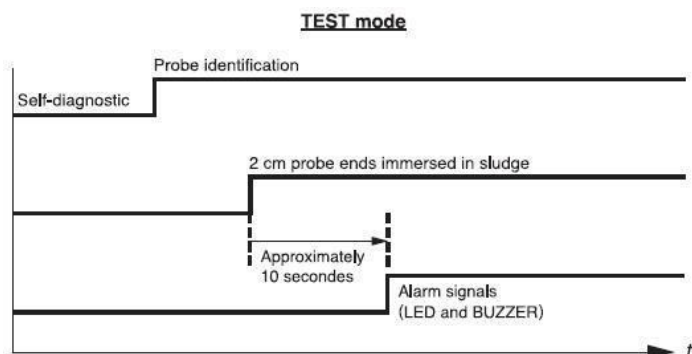 TEST mode
Probe identification
Self-diagnostic
2 cm probe ends immersed in sludge
Approximately
10 secondes
Alarm signals
(LED and BUZZER)
t